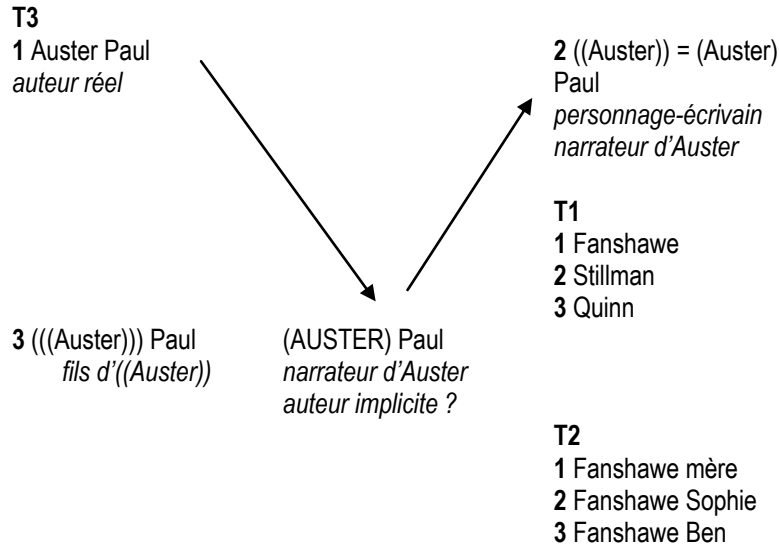 T3
1 Auster Paul
auteur réel
2 ((Auster)) = (Auster)
Paul
personnage-écrivain
narrateur d’Auster
T1
1 Fanshawe
2 Stillman
3 Quinn
3 (((Auster))) Paul
fils d’((Auster))
(AUSTER) Paul
narrateur d’Auster
auteur implicite ?
T2
1 Fanshawe mère
2 Fanshawe Sophie
3 Fanshawe Ben